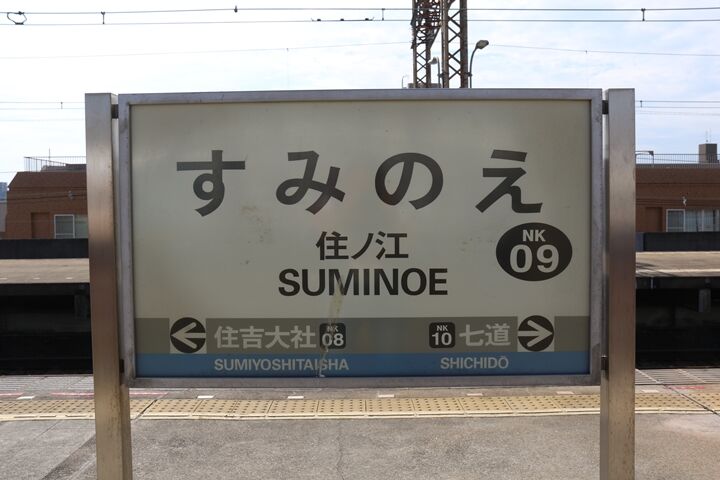 すみのえ
住ノ江
SUMINOE
NK
09
住吉大社 NK 08
SUMIYOSHITAISHA
NK 10 七道
SHICHIDŌ